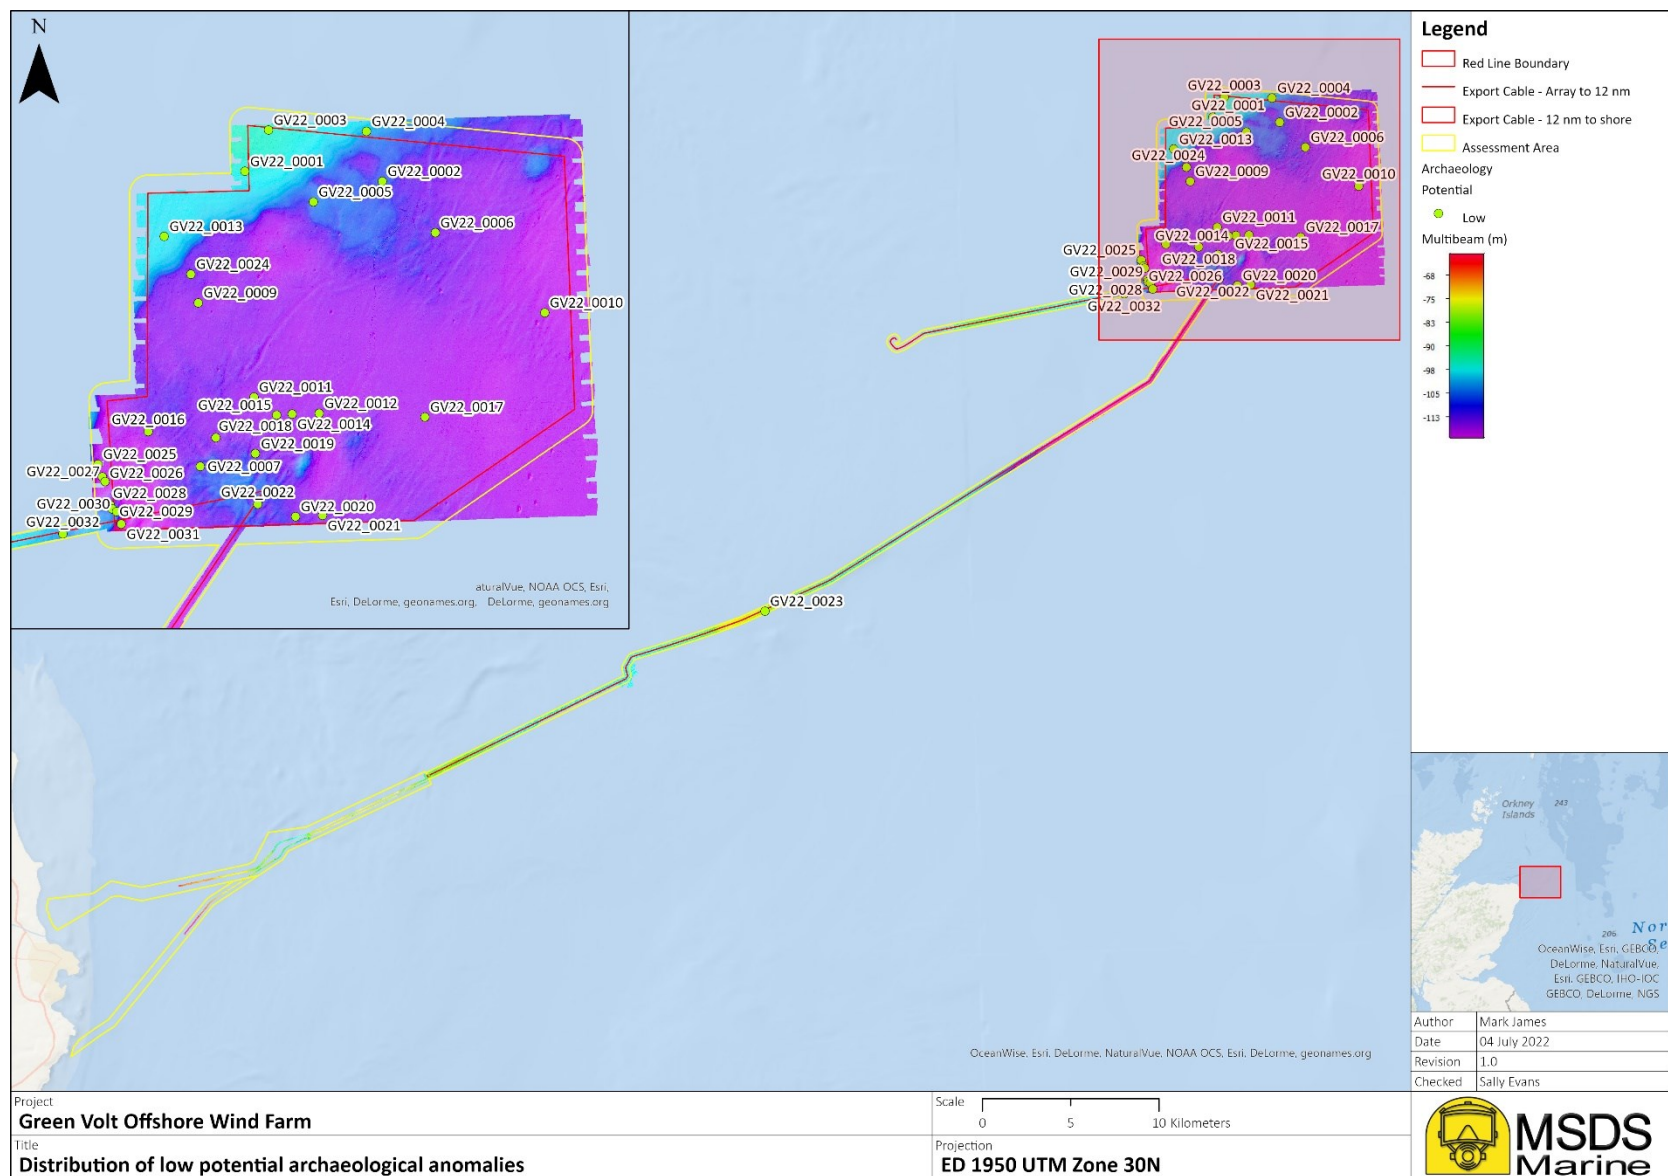 N
GV22_0003
GV22_0004
GV22_0001
GV22_0002
GV22_0005
GV22_0006
GV22_0013
GV22_0024
GV22_0009
GV22_0010
GV22_0011
GV22_0015
GV22_0012
GV22_0017
GV22_0016
GV22_0018
GV22_0014
GV22_0019
GV22_0025
GV22_0027
GV22_0026
GV22_0007
GV22_0028
GV22_0022
GV22_0030
GV22_0029
GV22_0020
GV22_0032
GV22_0031
GV22_0021
aturalVue, NOAA OCS, Esri,
Esri, DeLorme, geonames.org, DeLorme, geonames.org
GV22_0003
GV22_0004
GV22_0001
GV22_0005
GV22_0002
GV22_0013
GV22_0006
GV22_0024
GV22_0009
GV22_0010
GV22_0011
GV22_0017
GV22_0014
GV22_0015
GV22_0025
GV22_0018
GV22_0029
GV22_0026
GV22_0020
GV22_0028
GV22_0022
GV22_0021
GV22_0032
GV22_0023
OceanWise, Esri, DeLorme, NaturalVue, NOAA OCS, Esri, DeLorme, geonames.org
Legend
Red Line Boundary
Export Cable - Array to 12 nm
Export Cable - 12 nm to shore
Assessment Area
Archaeology
Potential
Low
Multibeam (m)
-68
-75
-83
-90
-98
-105
-113
Orkney
Islands
243
206
Nor
Se
OceanWise, Esri, GEBCO,
DeLorme, NaturalVue,
Esri, GEBCO, IHO-IOC
GEBCO, DeLorme, NGS
Author Mark James
Date 04 July 2022
Revision 1.0
Checked Sally Evans
Project
Green Volt Offshore Wind Farm
Title
Distribution of low potential archaeological anomalies
Scale
0 5 10 Kilometers
Projection
ED 1950 UTM Zone 30N
MSDS
Marine